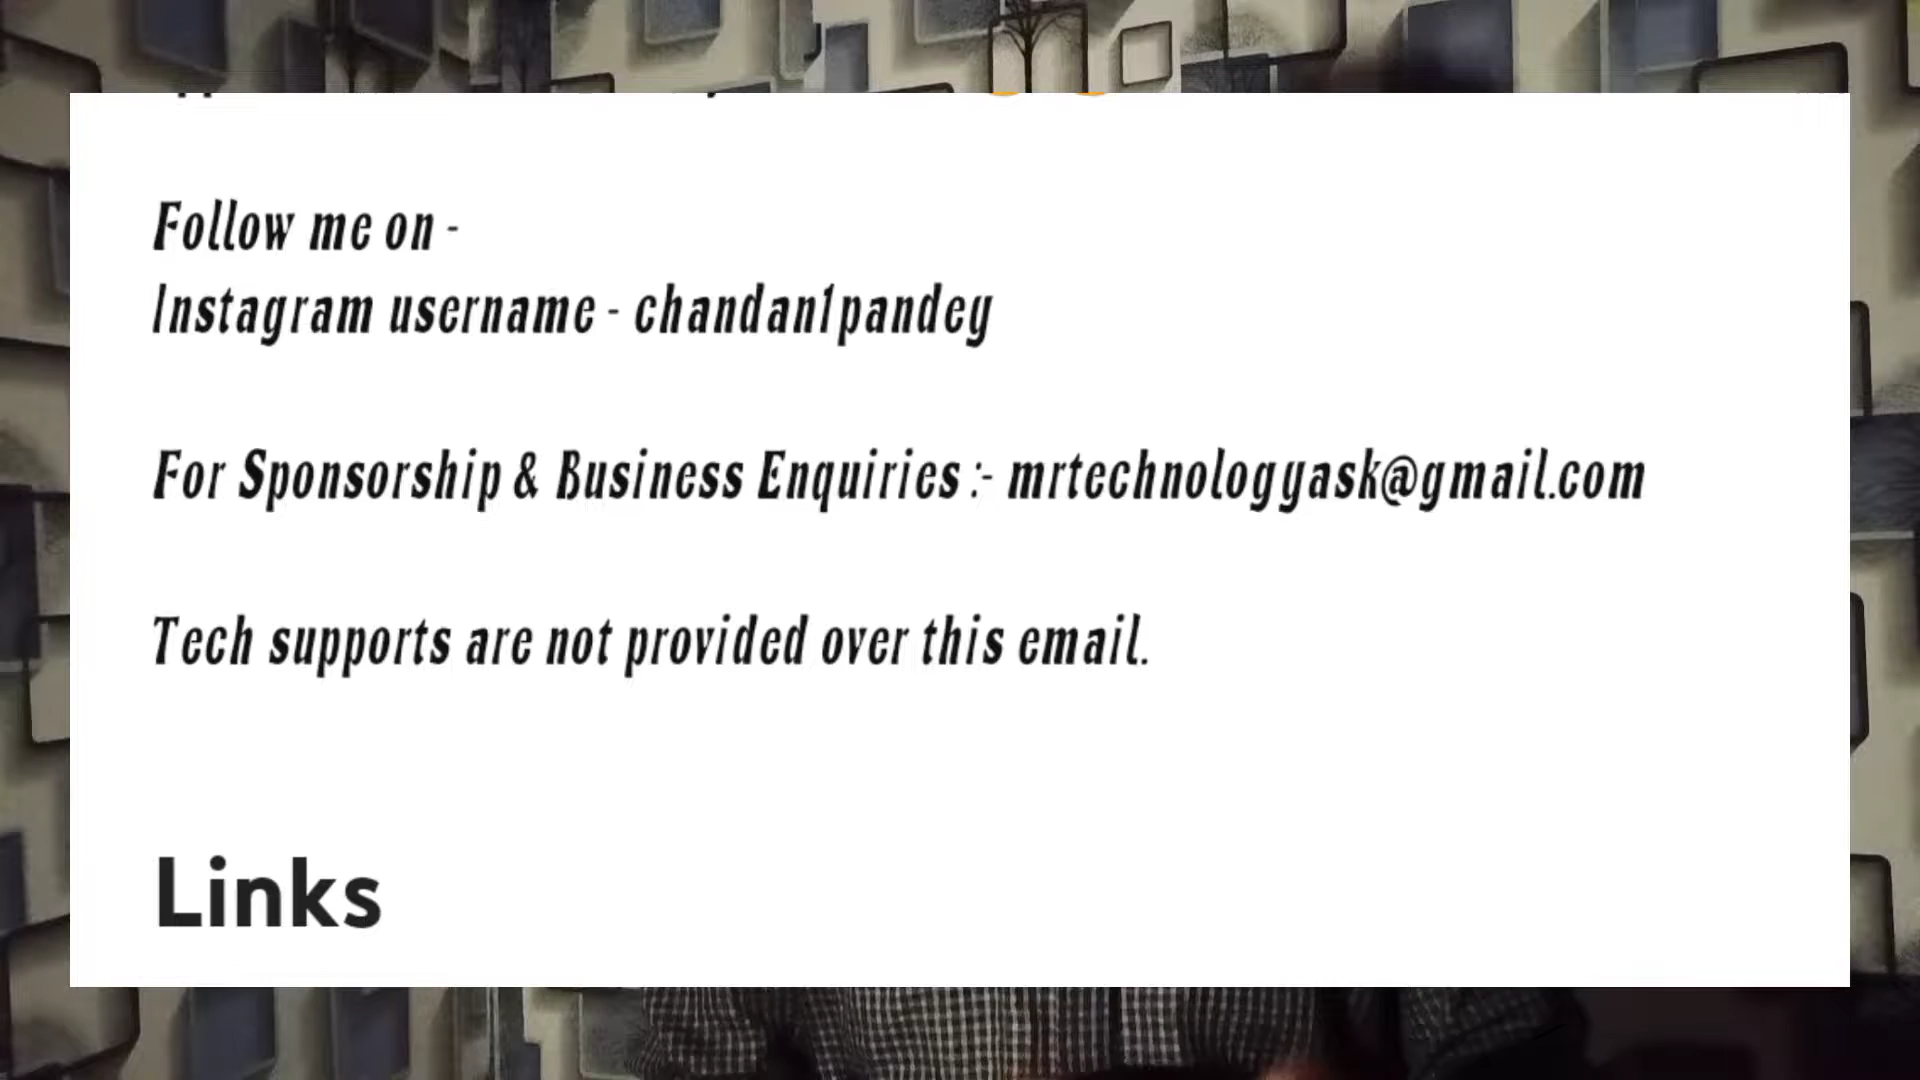 Follow me on -
Instagram username - chandan1pandey
For Sponsorship & Business Enquiries :- mrtechnologyask@gmail.com
Tech supports are not provided over this email.
Links